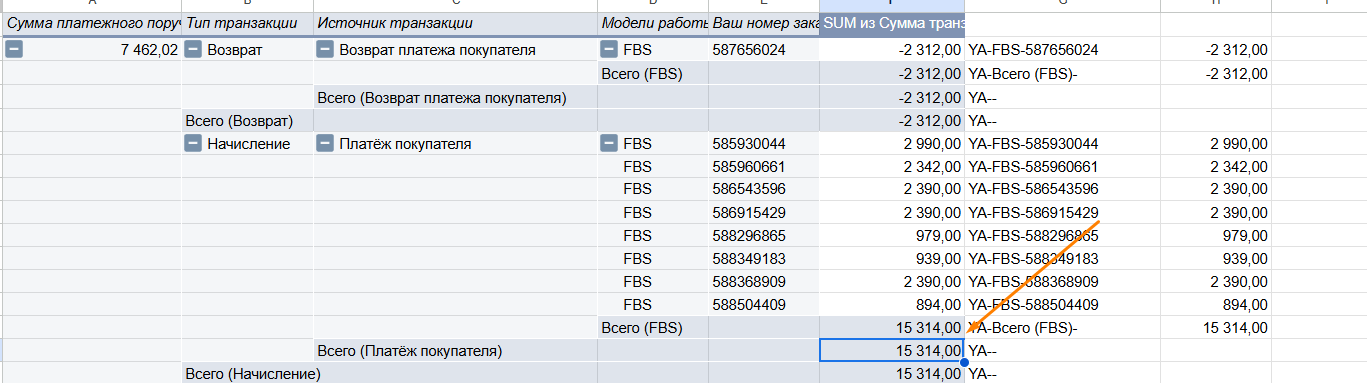 A B C D E F G H I
Сумма платежного пору Тип транзакции Источник транзакции Модели работь Ваш номер зака SUM из Сумма транз
7 462,02 Возврат Возврат платежа покупателя FBS 587656024 -2 312,00 YA-FBS-587656024 -2 312,00
Всего (FBS) -2 312,00 YA-Всего (FBS)- -2 312,00
Всего (Возврат платежа покупателя) -2 312,00 YA--
Всего (Возврат) -2 312,00 YA--
Начисление Платёж покупателя FBS 585930044 2 990,00 YA-FBS-585930044 2 990,00
FBS 585960661 2 342,00 YA-FBS-585960661 2 342,00
FBS 586543596 2 390,00 YA-FBS-586543596 2 390,00
FBS 586915429 2 390,00 YA-FBS-586915429 2 390,00
FBS 588296865 979,00 YA-FBS-588296865 979,00
FBS 588349183 939,00 YA-FBS-588349183 939,00
FBS 588368909 2 390,00 YA-FBS-588368909 2 390,00
FBS 588504409 894,00 YA-FBS-588504409 894,00
Всего (FBS) 15 314,00 YA-Всего (FBS)- 15 314,00
Всего (Платёж покупателя) 15 314,00 YA--
Всего (Начисление) 15 314,00 YA--